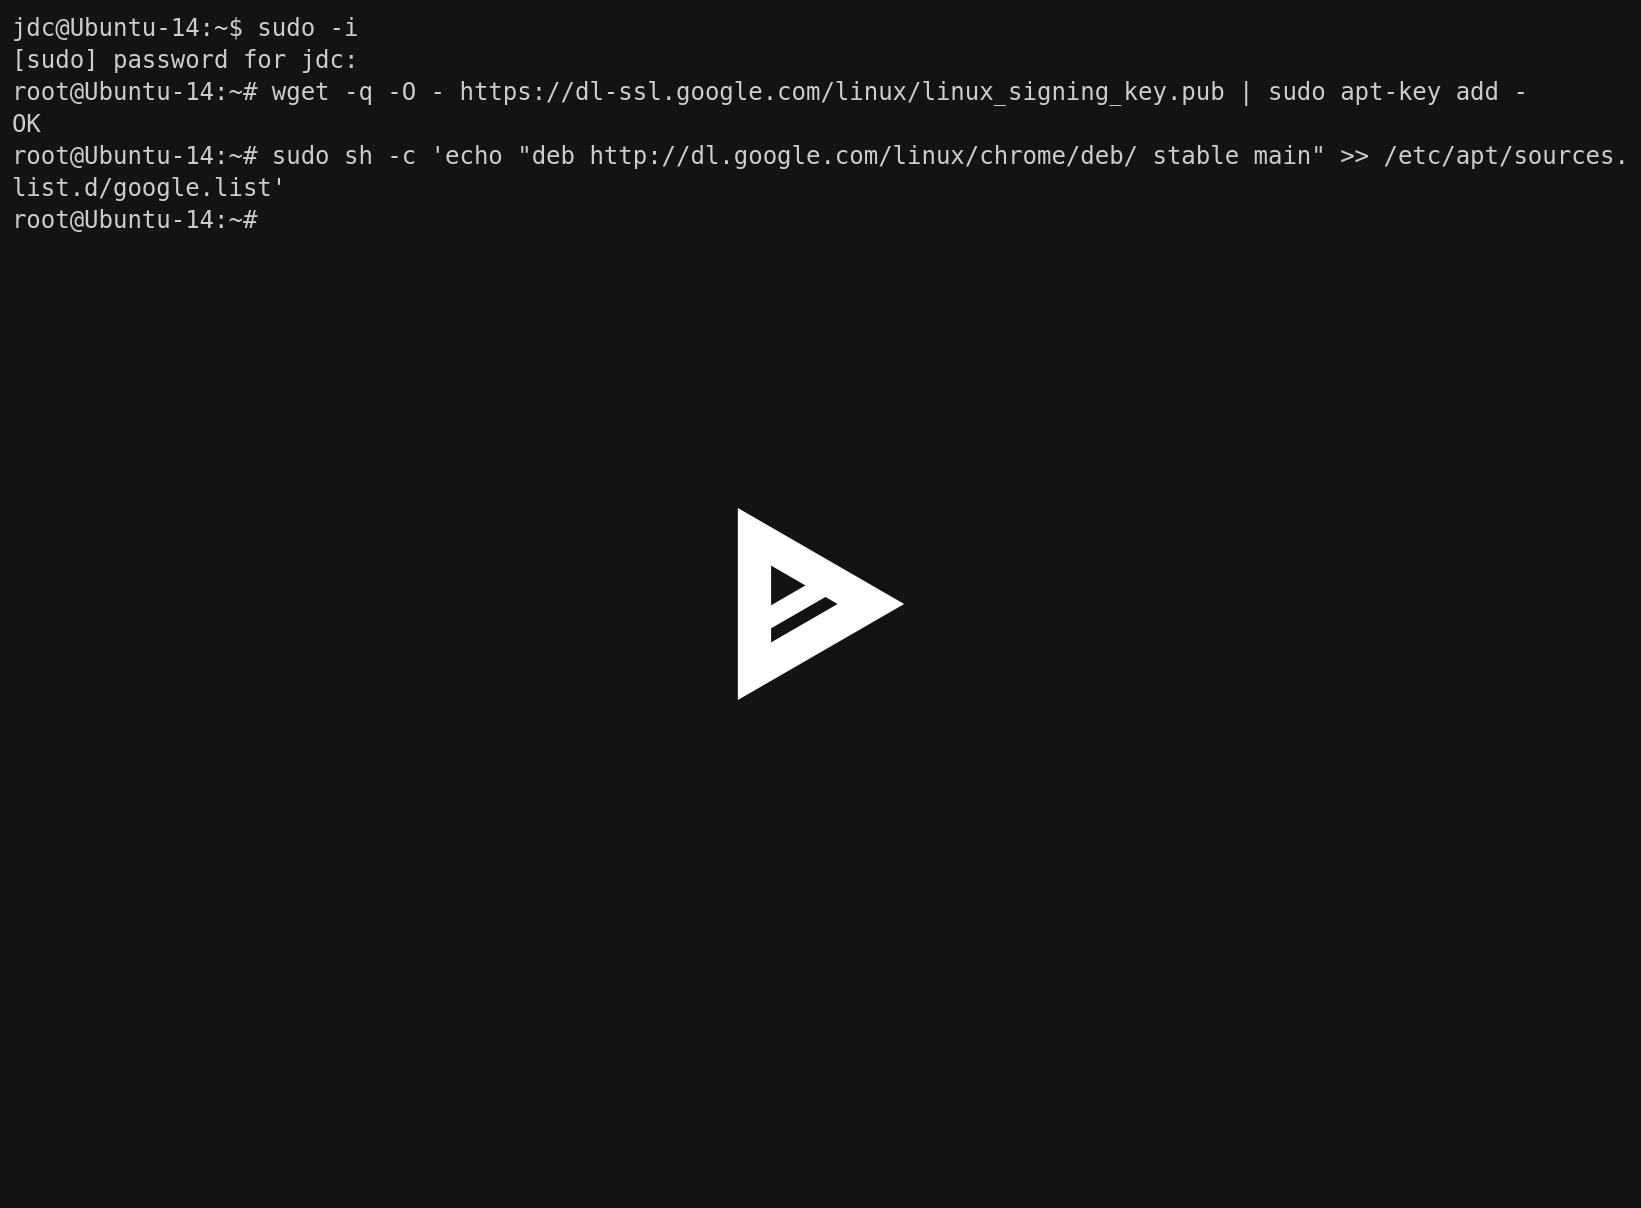 jdc@Ubuntu-14:~$ sudo -i
[sudo] password for jdc:
root@Ubuntu-14:~# wget -q -O - https://dl-ssl.google.com/linux/linux_signing_key.pub | sudo apt-key add -
OK
root@Ubuntu-14:~# sudo sh -c 'echo "deb http://dl.google.com/linux/chrome/deb/ stable main" >> /etc/apt/sources.
list.d/google.list'
root@Ubuntu-14:~#